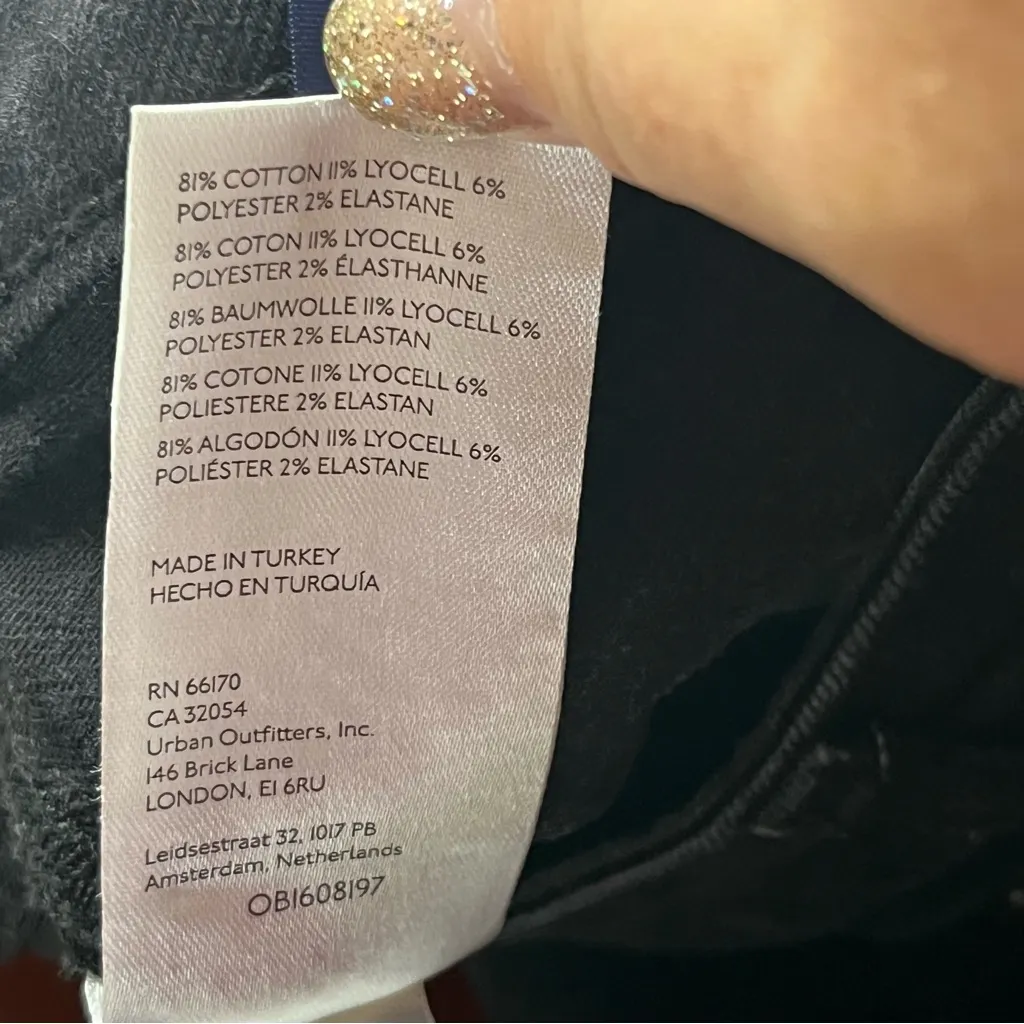 81% COTTON 11% LYOCELL 6%
POLYESTER 2% ELASTANE
81% COTON 11% LYOCELL 6%
POLYESTER 2% ÉLASTHANNE
81% BAUMWOLLE 11% LYOCELL 6%
POLYESTER 2% ELASTAN
81% COTONE 11% LYOCELL 6%
POLIESTERE 2% ELASTAN
81% ALGODÓN 11% LYOCELL 6%
POLIÉSTER 2% ELASTANE
MADE IN TURKEY
HECHO EN TURQUÍA
RN 66170
CA 32054
Urban Outfitters, Inc.
146 Brick Lane
LONDON, E1 6RU
Leidsestraat 32, 1017 PB
Amsterdam, Netherlands
OB1608197